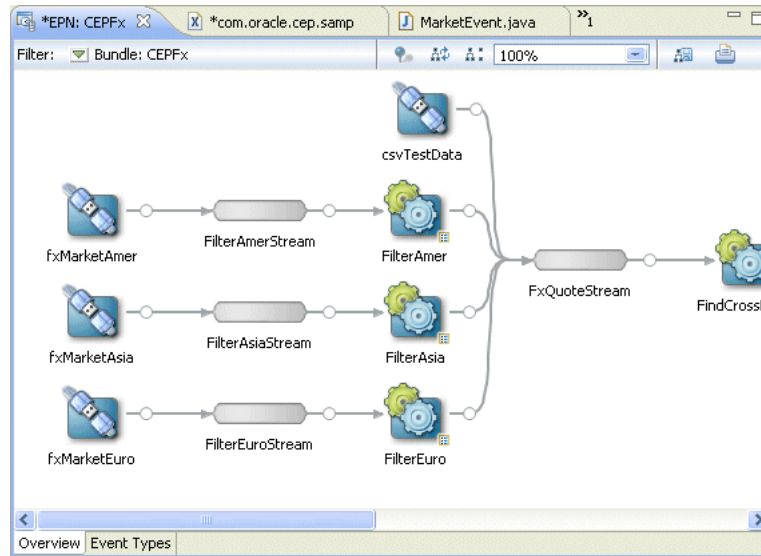 *EPN: CEPFx *com.oracle.cep.samp MarketEvent.java »1
Filter: Bundle: CEPFx 100%
csvTestData
fxMarketAmer FilterAmerStream FilterAmer
FxQuoteStream
FindCross
fxMarketAsia FilterAsiaStream FilterAsia
fxMarketEuro FilterEuroStream FilterEuro
Overview Event Types